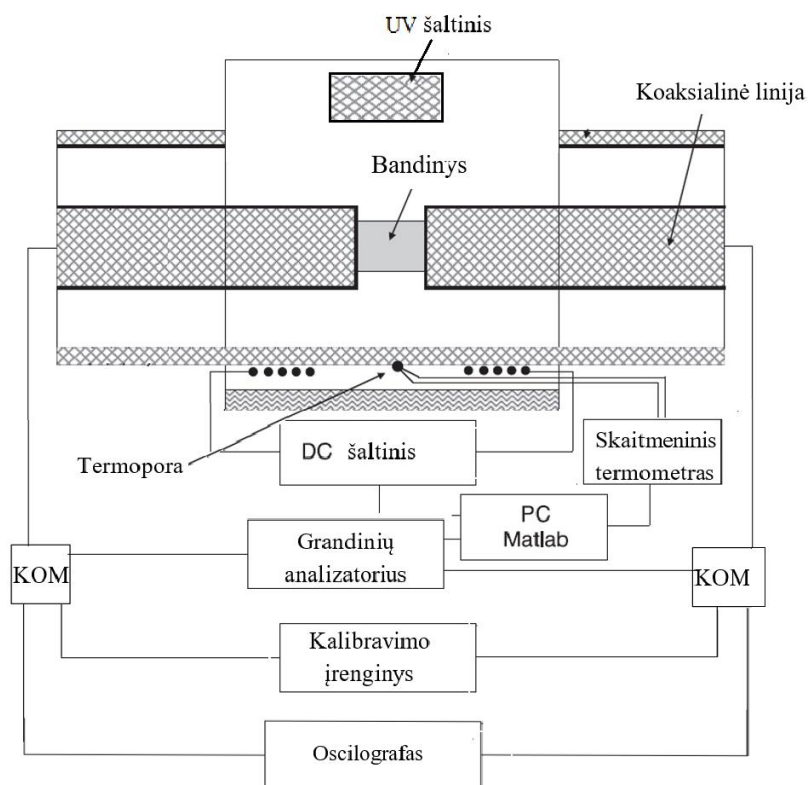 UV šaltinis
Koaksialinė linija
Bandinys
Termopora
DC šaltinis
Skaitmeninis
termometras
PC
Matlab
Grandinių
analizatorius
KOM
KOM
Kalibravimo
įrenginys
Oscilografas